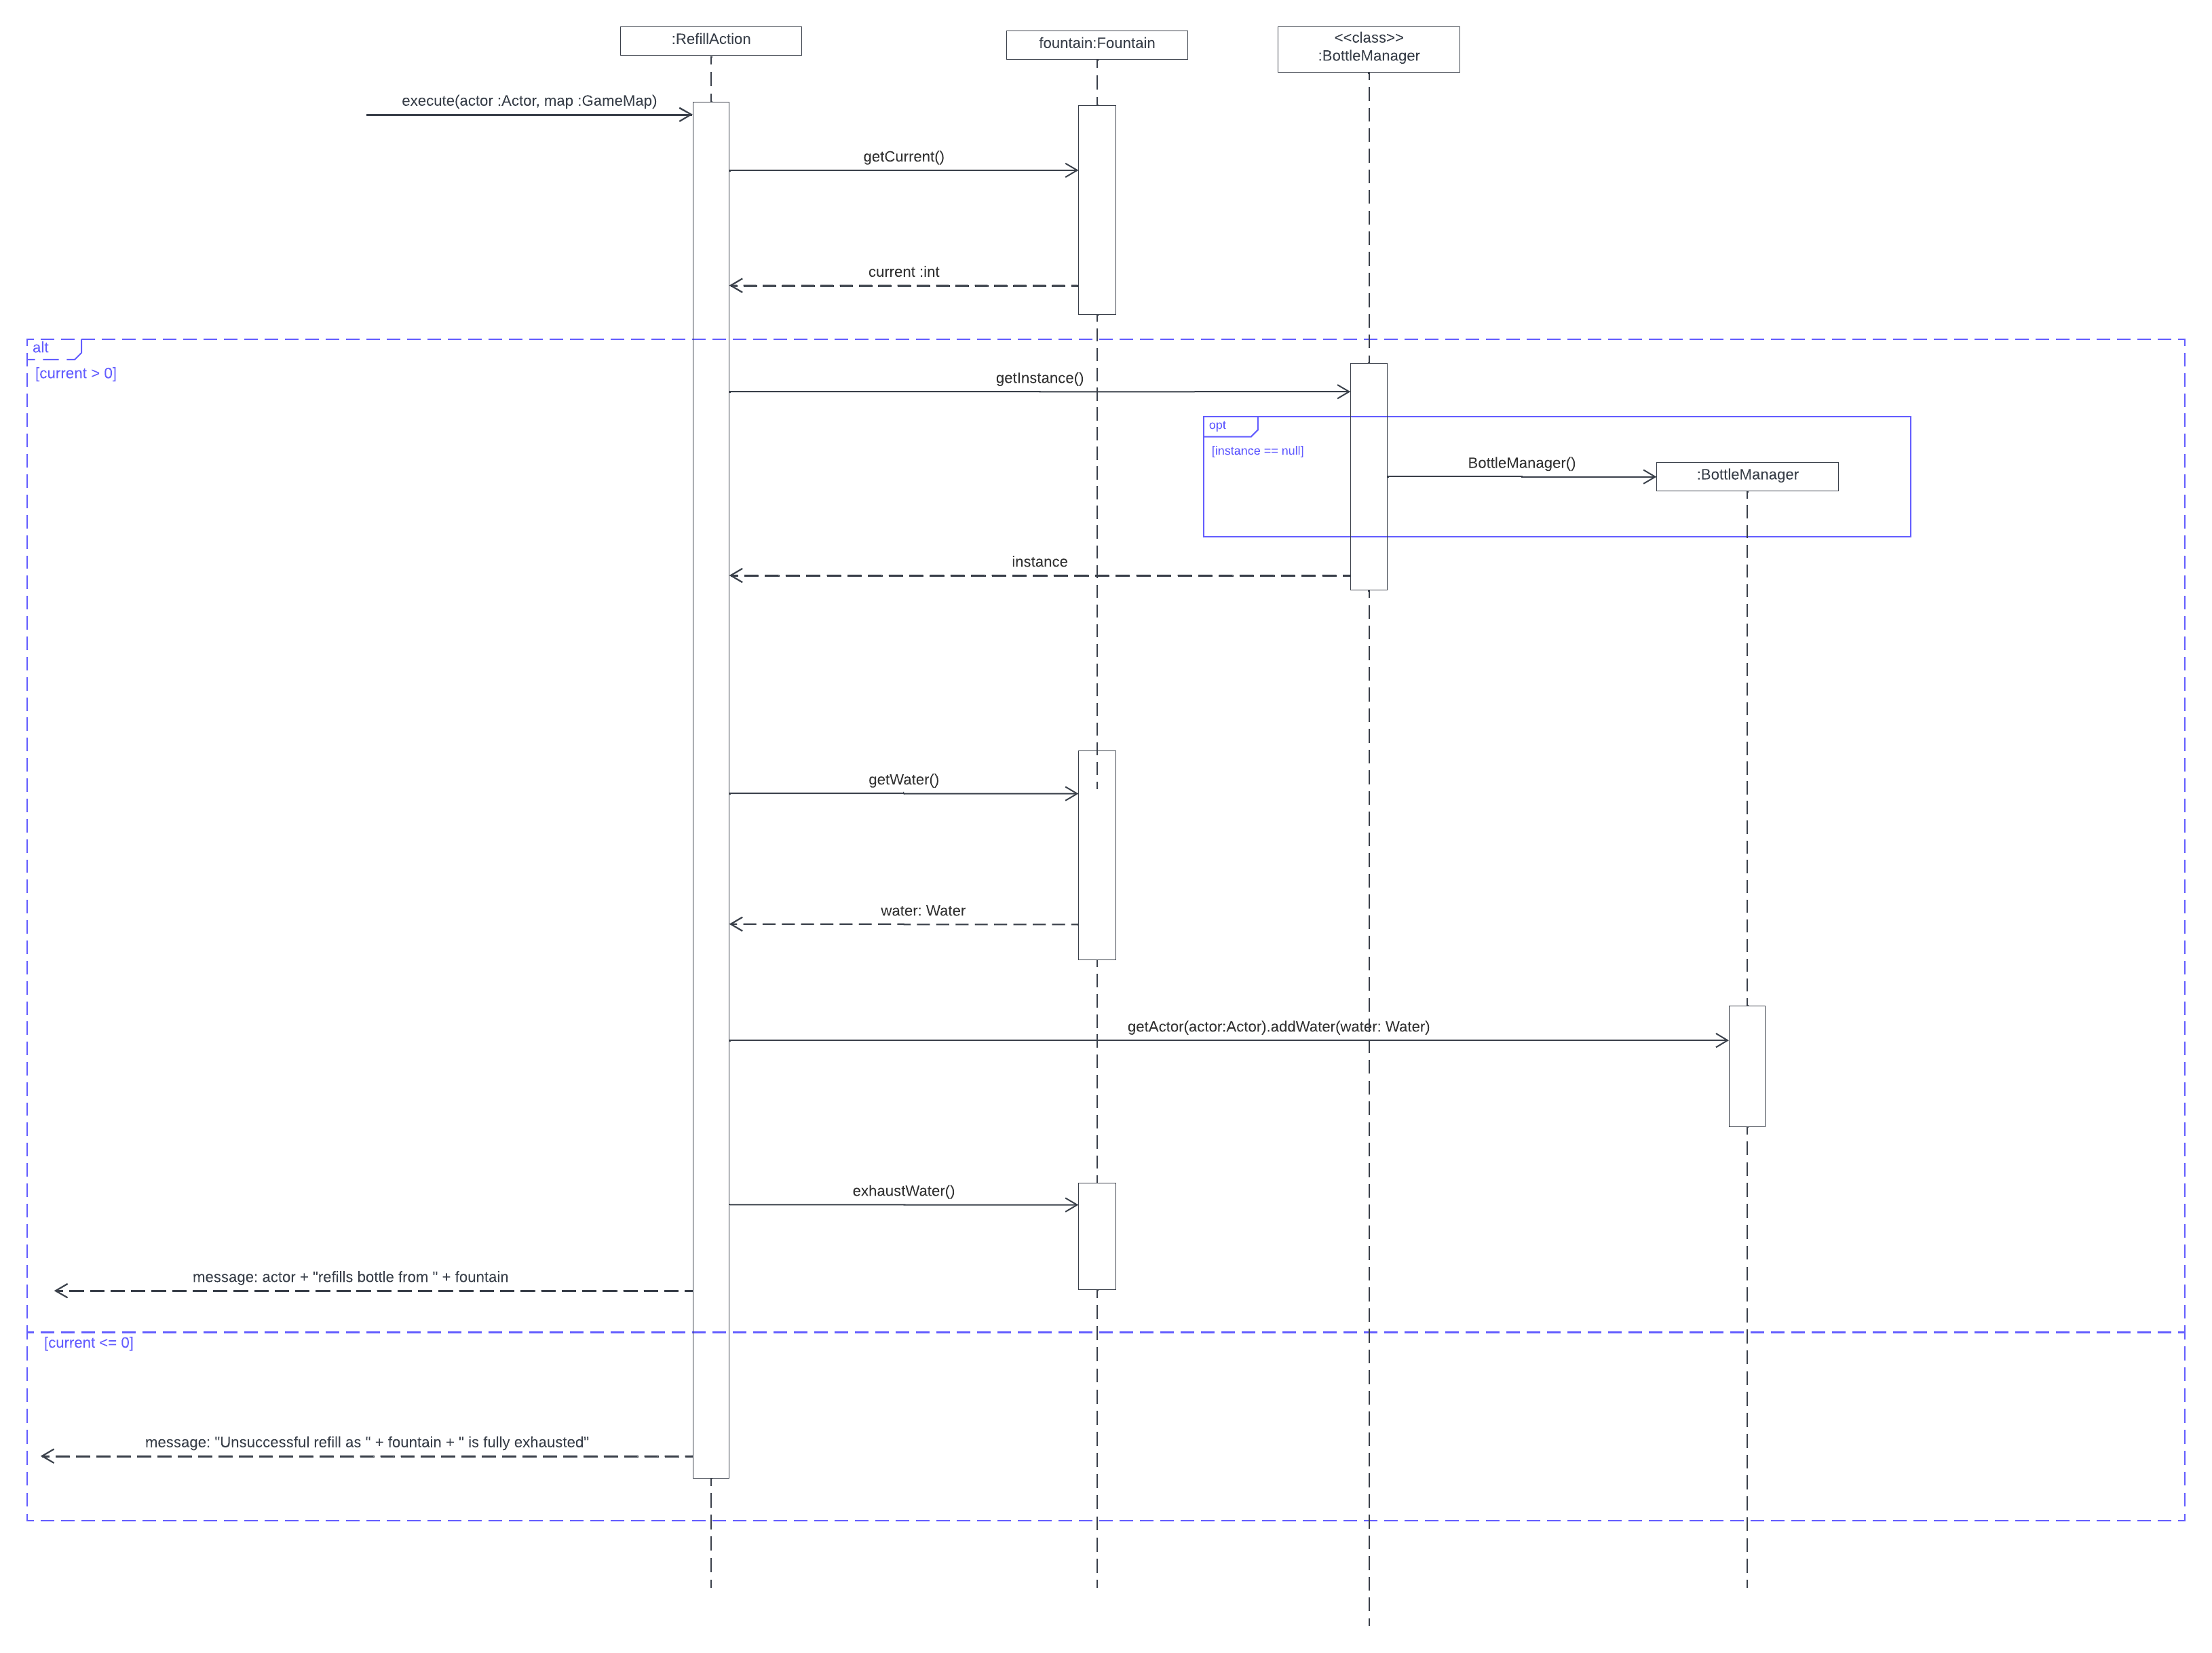 :RefillAction
fountain:Fountain
<<class>>
:BottleManager
execute(actor :Actor, map :GameMap)
getCurrent()
current :int
alt
[current > 0]
getInstance()
opt
[instance == null]
BottleManager()
:BottleManager
instance
getWater()
water: Water
getActor(actor:Actor).addWater(water: Water)
exhaustWater()
message: actor + "refills bottle from " + fountain
[current <= 0]
message: "Unsuccessful refill as " + fountain + " is fully exhausted"